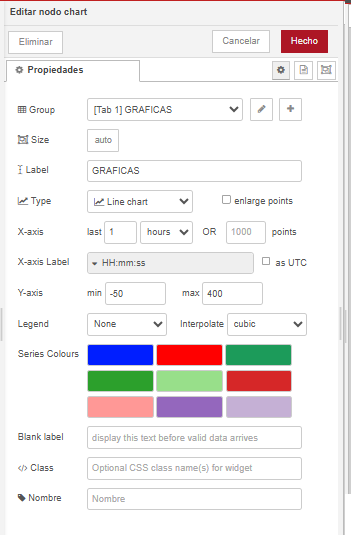 Editar nodo chart
Eliminar
Cancelar
Hecho
Propiedades
Group
[Tab 1] GRAFICAS
Size
auto
Label
GRAFICAS
Type
Line chart
enlarge points
X-axis
last
1
hours
OR
1000
points
X-axis Label
HH:mm:ss
as UTC
Y-axis
min
-50
max
400
Legend
None
Interpolate
cubic
Series Colours
Blank label
display this text before valid data arrives
Class
Optional CSS class name(s) for widget
Nombre
Nombre